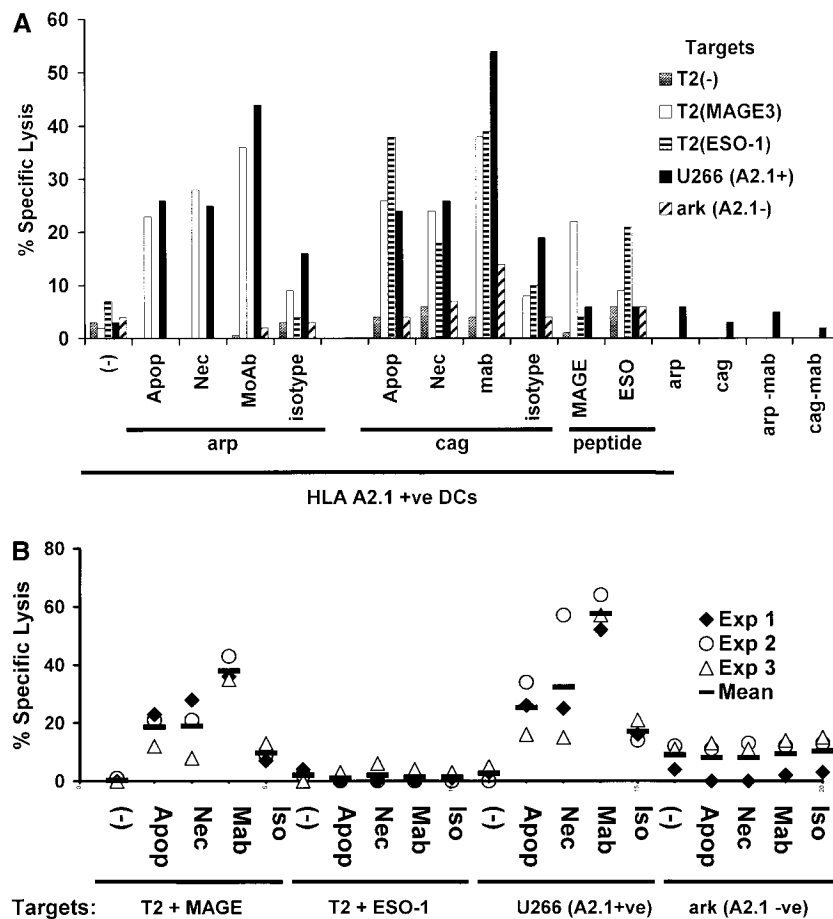 A
60
50
40
30
20
10
0
% Specific Lysis
Targets
T2(-)
T2(MAGE3)
T2(ESO-1)
U266 (A2.1+)
ark (A2.1-)
(-)
Apop
Nec
MoAb
isotype
Apop
Nec
mab
isotype
MAGE
ESO
arp
cag
arp -mab
cag-mab
arp
cag
peptide
HLA A2.1 +ve DCs
B
80
60
40
20
0
% Specific Lysis
Exp 1
Exp 2
Exp 3
Mean
(-)
Apop
Nec
Mab
Iso
(-)
Apop
Nec
Mab
Iso
(-)
Apop
Nec
Mab
Iso
(-)
Apop
Nec
Mab
Iso
Targets: T2 + MAGE T2 + ESO-1 U266 (A2.1+ve) ark (A2.1 -ve)